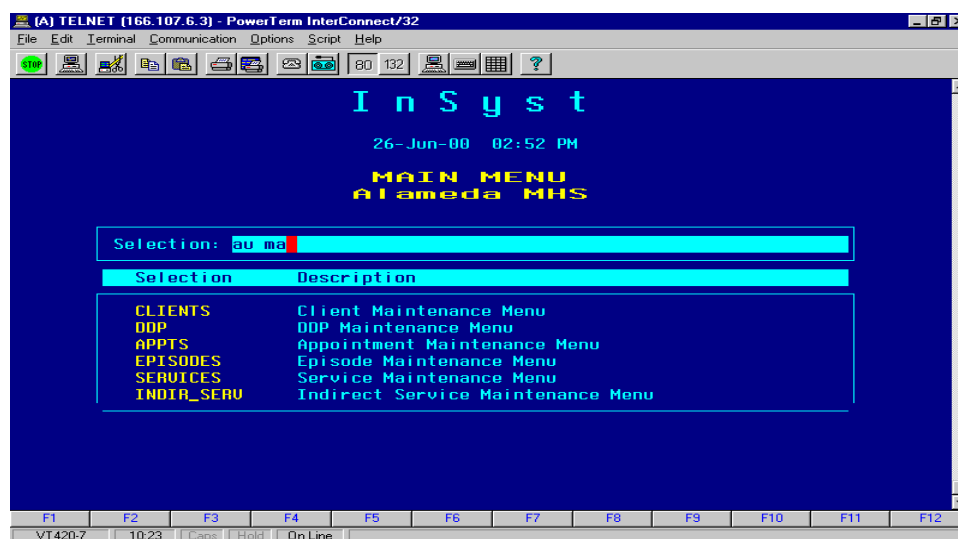 (A) TELNET (166.107.6.3) - PowerTerm InterConnect/32
File Edit Terminal Communication Options Script Help
STOP 80 132 ?
I n S y s t
26-Jun-00 02:52 PM
MAIN MENU
Alameda MHS
Selection: au ma
Selection Description
CLIENTS Client Maintenance Menu
DDP DDP Maintenance Menu
APPTS Appointment Maintenance Menu
EPISODES Episode Maintenance Menu
SERVICES Service Maintenance Menu
INDIR_SERV Indirect Service Maintenance Menu
F1 F2 F3 F4 F5 F6 F7 F8 F9 F10 F11 F12
VT420-7 10:23 Caps Hold On Line